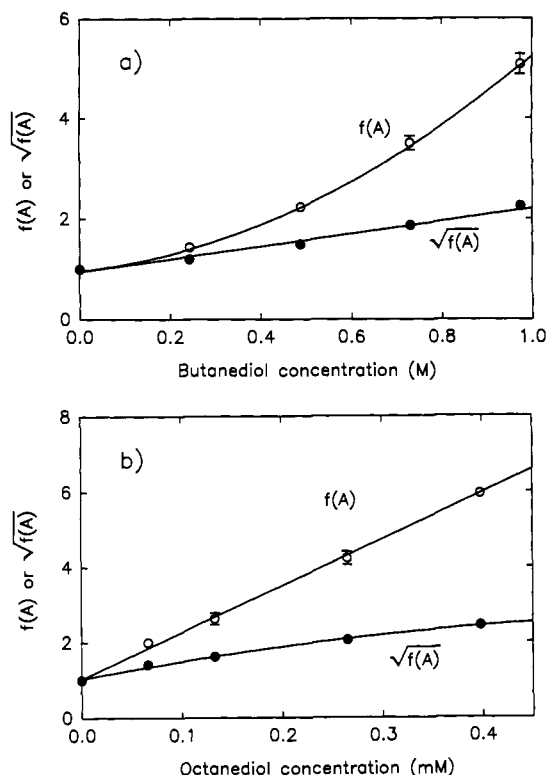 6
a)
f(A)
4
2
√f(A)
0
0.0 0.2 0.4 0.6 0.8 1.0
f(A) or √f(A)
Butanediol concentration (M)
8
b)
6
f(A)
4
2
√f(A)
0
0.0 0.1 0.2 0.3 0.4
f(A) or √f(A)
Octanediol concentration (mM)